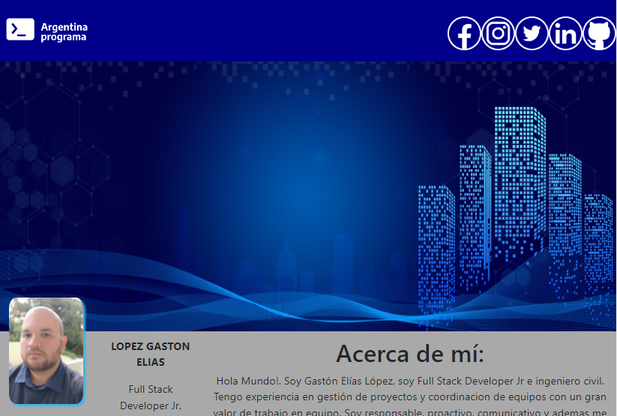 Argentina
programa
LOPEZ GASTON
ELIAS
Full Stack
Developer Jr.
Acerca de mí:
Hola Mundo!. Soy Gastón Elías López, soy Full Stack Developer Jr e ingeniero civil.
Tengo experiencia en gestión de proyectos y coordinacion de equipos con un gran
valor de trabajo en equipo. Soy responsable, proactivo, comunicativo y ademas me